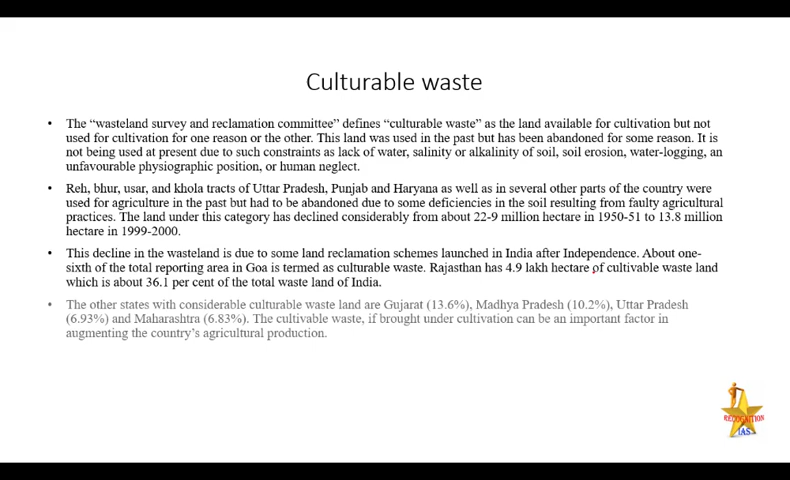 Culturable waste
• The “wasteland survey and reclamation committee” defines “culturable waste” as the land available for cultivation but not
used for cultivation for one reason or the other. This land was used in the past but has been abandoned for some reason. It is
not being used at present due to such constraints as lack of water, salinity or alkalinity of soil, soil erosion, water-logging, an
unfavourable physiographic position, or human neglect.
• Reh, bhur, usar, and khola tracts of Uttar Pradesh, Punjab and Haryana as well as in several other parts of the country were
used for agriculture in the past but had to be abandoned due to some deficiencies in the soil resulting from faulty agricultural
practices. The land under this category has declined considerably from about 22-9 million hectare in 1950-51 to 13.8 million
hectare in 1999-2000.
• This decline in the wasteland is due to some land reclamation schemes launched in India after Independence. About one-
sixth of the total reporting area in Goa is termed as culturable waste. Rajasthan has 4.9 lakh hectare of cultivable waste land
which is about 36.1 per cent of the total waste land of India.
• The other states with considerable culturable waste land are Gujarat (13.6%), Madhya Pradesh (10.2%), Uttar Pradesh
(6.93%) and Maharashtra (6.83%). The cultivable waste, if brought under cultivation can be an important factor in
augmenting the country’s agricultural production.
RECOGNITION
IAS